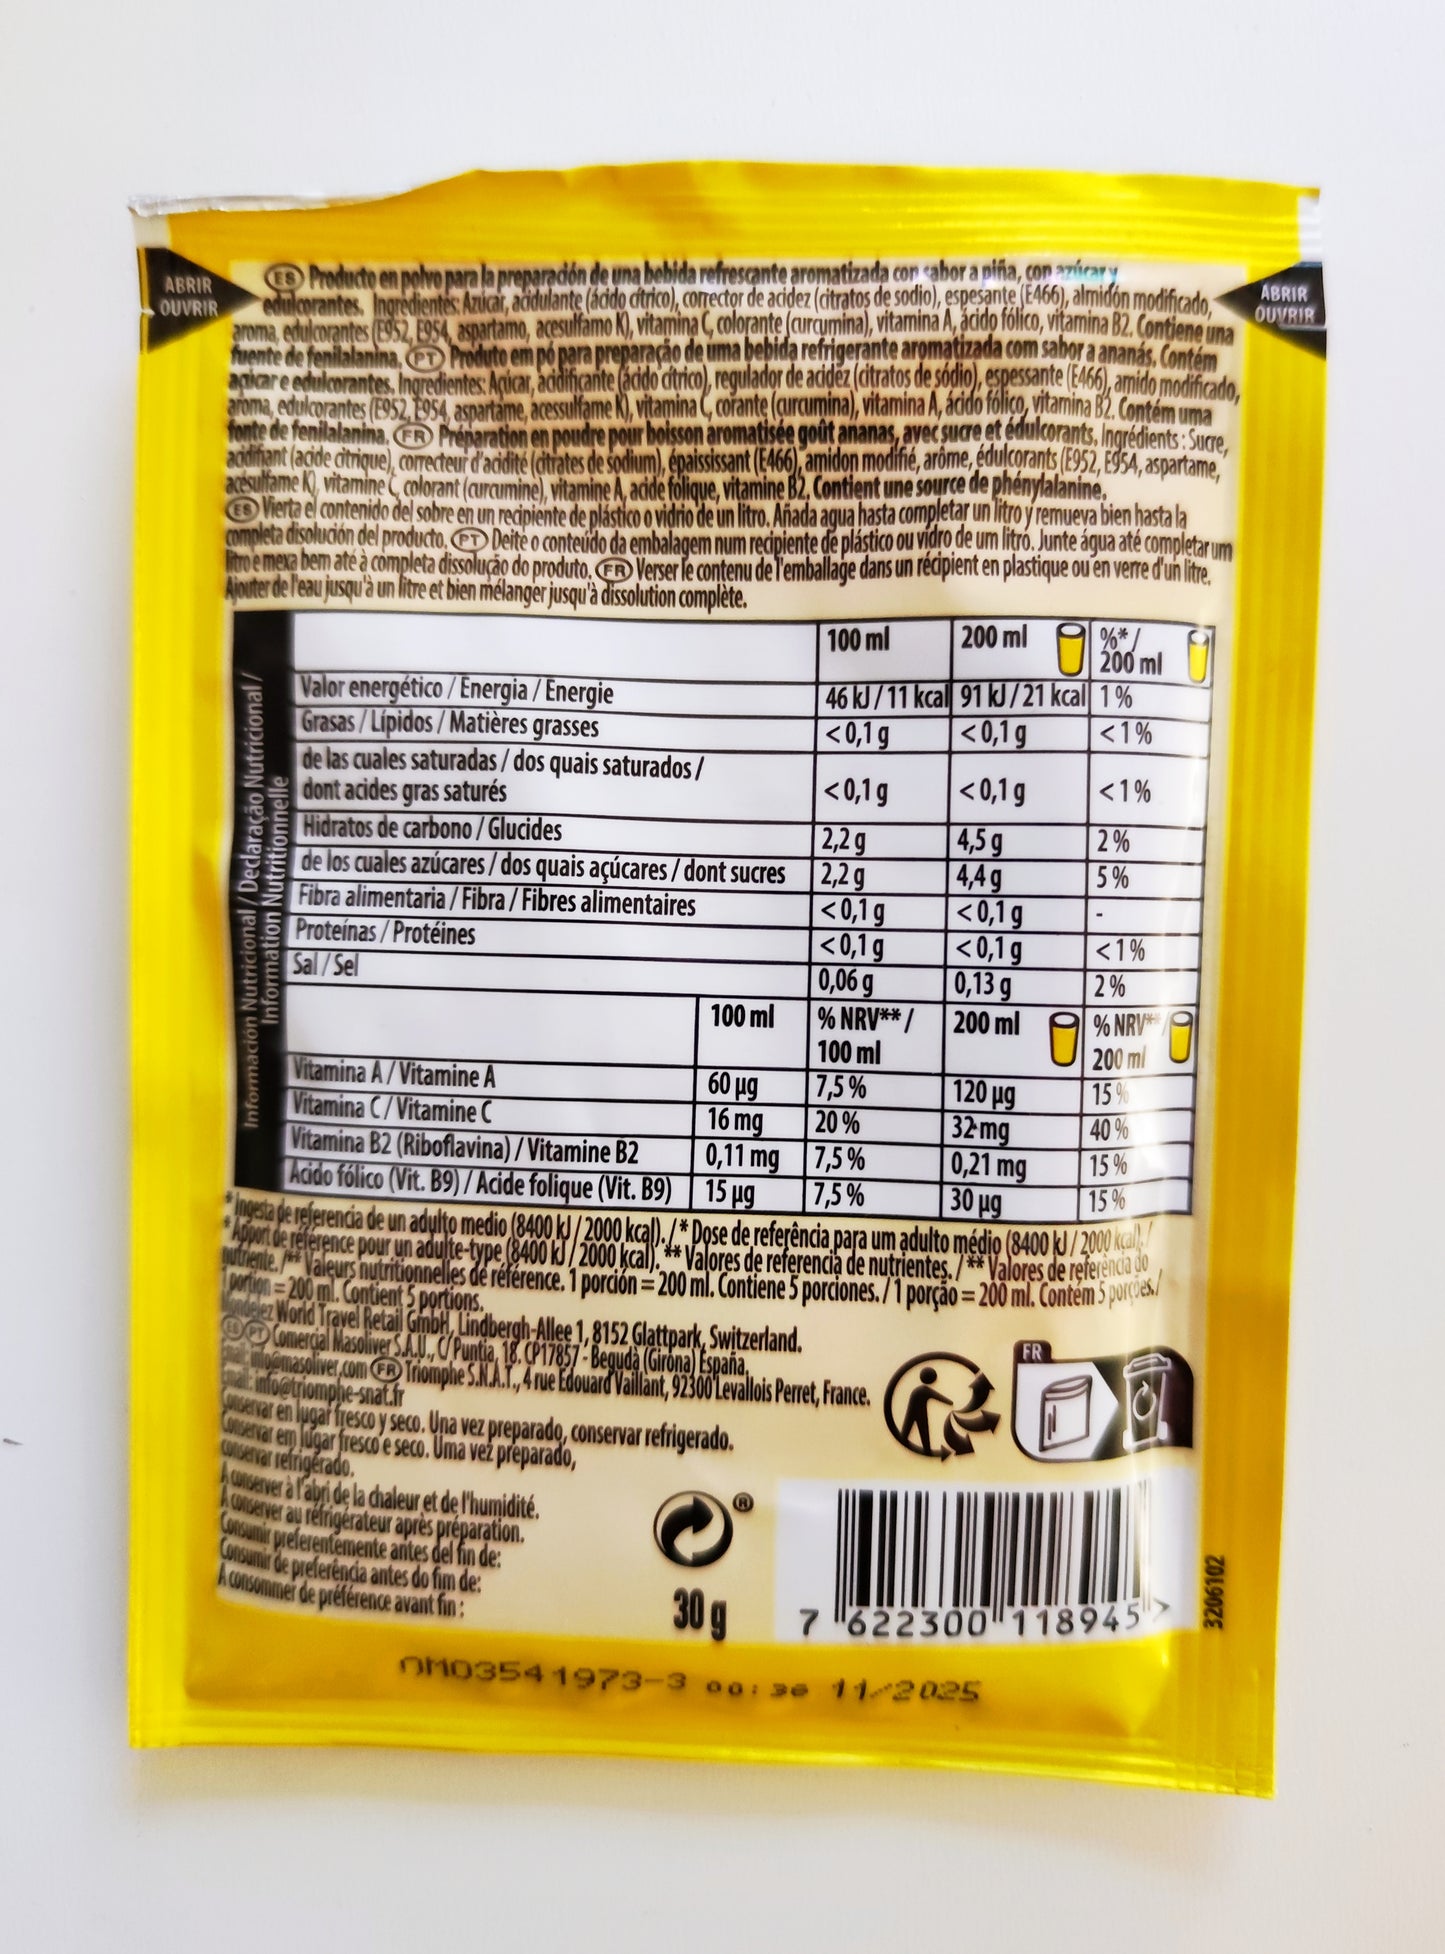 ABRIR
OUVRIR
ABRIR
OUVRIR
ES Producto en polvo para la preparación de una bebida refrescante aromatizada con sabor a piña, con azúcar y
edulcorantes. Ingredientes: Azúcar, acidulante (ácido cítrico), corrector de acidez (citratos de sodio), espesante (E466), almidón modificado,
aroma, edulcorantes (E952, E954, aspartamo, acesulfamo K), vitamina C, colorante (curcumina), vitamina A, ácido fólico, vitamina B2. Contiene una
fuente de fenilalanina. PT Produto em pó para preparação de uma bebida refrigerante aromatizada com sabor a ananás. Contém
açúcar e edulcorantes. Ingredientes: Açúcar, acidificante (ácido cítrico), regulador de acidez (citratos de sódio), espessante (E466), amido modificado,
aroma, edulcorantes (E952, E954, aspartame, acessulfame K), vitamina C, corante (curcumina), vitamina A, ácido fólico, vitamina B2. Contém uma
fonte de fenilalanina. FR Préparation en poudre pour boisson aromatisée goût ananas, avec sucre et édulcorants. Ingrédients : Sucre,
acidifiant (acide citrique), correcteur d'acidité (citrates de sodium), épaississant (E466), amidon modifié, arôme, édulcorants (E952, E954, aspartame,
acésulfame K), vitamine C, colorant (curcumine), vitamine A, acide folique, vitamine B2. Contient une source de phénylalanine.
ES Vierta el contenido del sobre en un recipiente de plástico o vidrio de un litro. Añada agua hasta completar un litro y remueva bien hasta la
completa disolución del producto. PT Deite o conteúdo da embalagem num recipiente de plástico ou vidro de um litro. Junte água até completar um
litro e mexa bem até à completa dissolução do produto. FR Verser le contenu de l'emballage dans un récipient en plastique ou en verre d'un litre.
Ajouter de l'eau jusqu'à un litre et bien mélanger jusqu'à dissolution complète.
Información Nutricional / Declaração Nutricional /
Information Nutritionnelle
100 ml 200 ml %* /
200 ml
Valor energético / Energia / Énergie 46 kJ / 11 kcal 91 kJ / 21 kcal 1 %
Grasas / Lípidos / Matières grasses <0,1 g <0,1 g <1 %
de las cuales saturadas / dos quais saturados /
dont acides gras saturés <0,1 g <0,1 g <1 %
Hidratos de carbono / Glucides 2,2 g 4,5 g 2 %
de los cuales azúcares / dos quais açúcares / dont sucres 2,2 g 4,4 g 5 %
Fibra alimentaria / Fibra / Fibres alimentaires <0,1 g <0,1 g -
Proteínas / Protéines <0,1 g <0,1 g <1 %
Sal / Sel 0,06 g 0,13 g 2 %
100 ml % NRV** / 200 ml % NRV** /
100 ml 200 ml
Vitamina A / Vitamine A 60 µg 7,5 % 120 µg 15 %
Vitamina C / Vitamine C 16 mg 20 % 32 mg 40 %
Vitamina B2 (Riboflavina) / Vitamine B2 0,11 mg 7,5 % 0,21 mg 15 %
Ácido fólico (Vit. B9) / Acide folique (Vit. B9) 15 µg 7,5 % 30 µg 15 %
* Ingesta de referencia de un adulto medio (8400 kJ / 2000 kcal). / * Dose de referência para um adulto médio (8400 kJ / 2000 kcal). /
* Apport de référence pour un adulte-type (8400 kJ / 2000 kcal). ** Valores de referencia de nutrientes. / ** Valores de referência do
nutriente. / ** Valeurs nutritionnelles de référence. 1 porción = 200 ml. Contiene 5 porciones. / 1 porção = 200 ml. Contém 5 porções. /
1 portion = 200 ml. Contient 5 portions.
Mondelez World Travel Retail GmbH, Lindbergh-Allee 1, 8152 Glattpark, Switzerland.
ES PT Comercial Masoliver S.A.U., C/ Puntia, 18. CP17857 - Begudà (Girona) España.
Email: info@masoliver.com FR Triomphe S.N.A.T., 4 rue Edouard Vaillant, 92300 Levallois Perret, France.
Email: info@triomphe-snat.fr
Conservar en lugar fresco y seco. Una vez preparado, conservar refrigerado.
Conservar em lugar fresco e seco. Uma vez preparado,
conservar refrigerado.
A conserver à l'abri de la chaleur et de l'humidité.
A conserver au réfrigérateur après préparation.
Consumir preferentemente antes del fin de:
Consumir de preferência antes do fim de:
A consommer de préférence avant fin :
FR
®
30 g
7 622300 118945 >
3206102
OMO3541973-3 00:38 11/2025